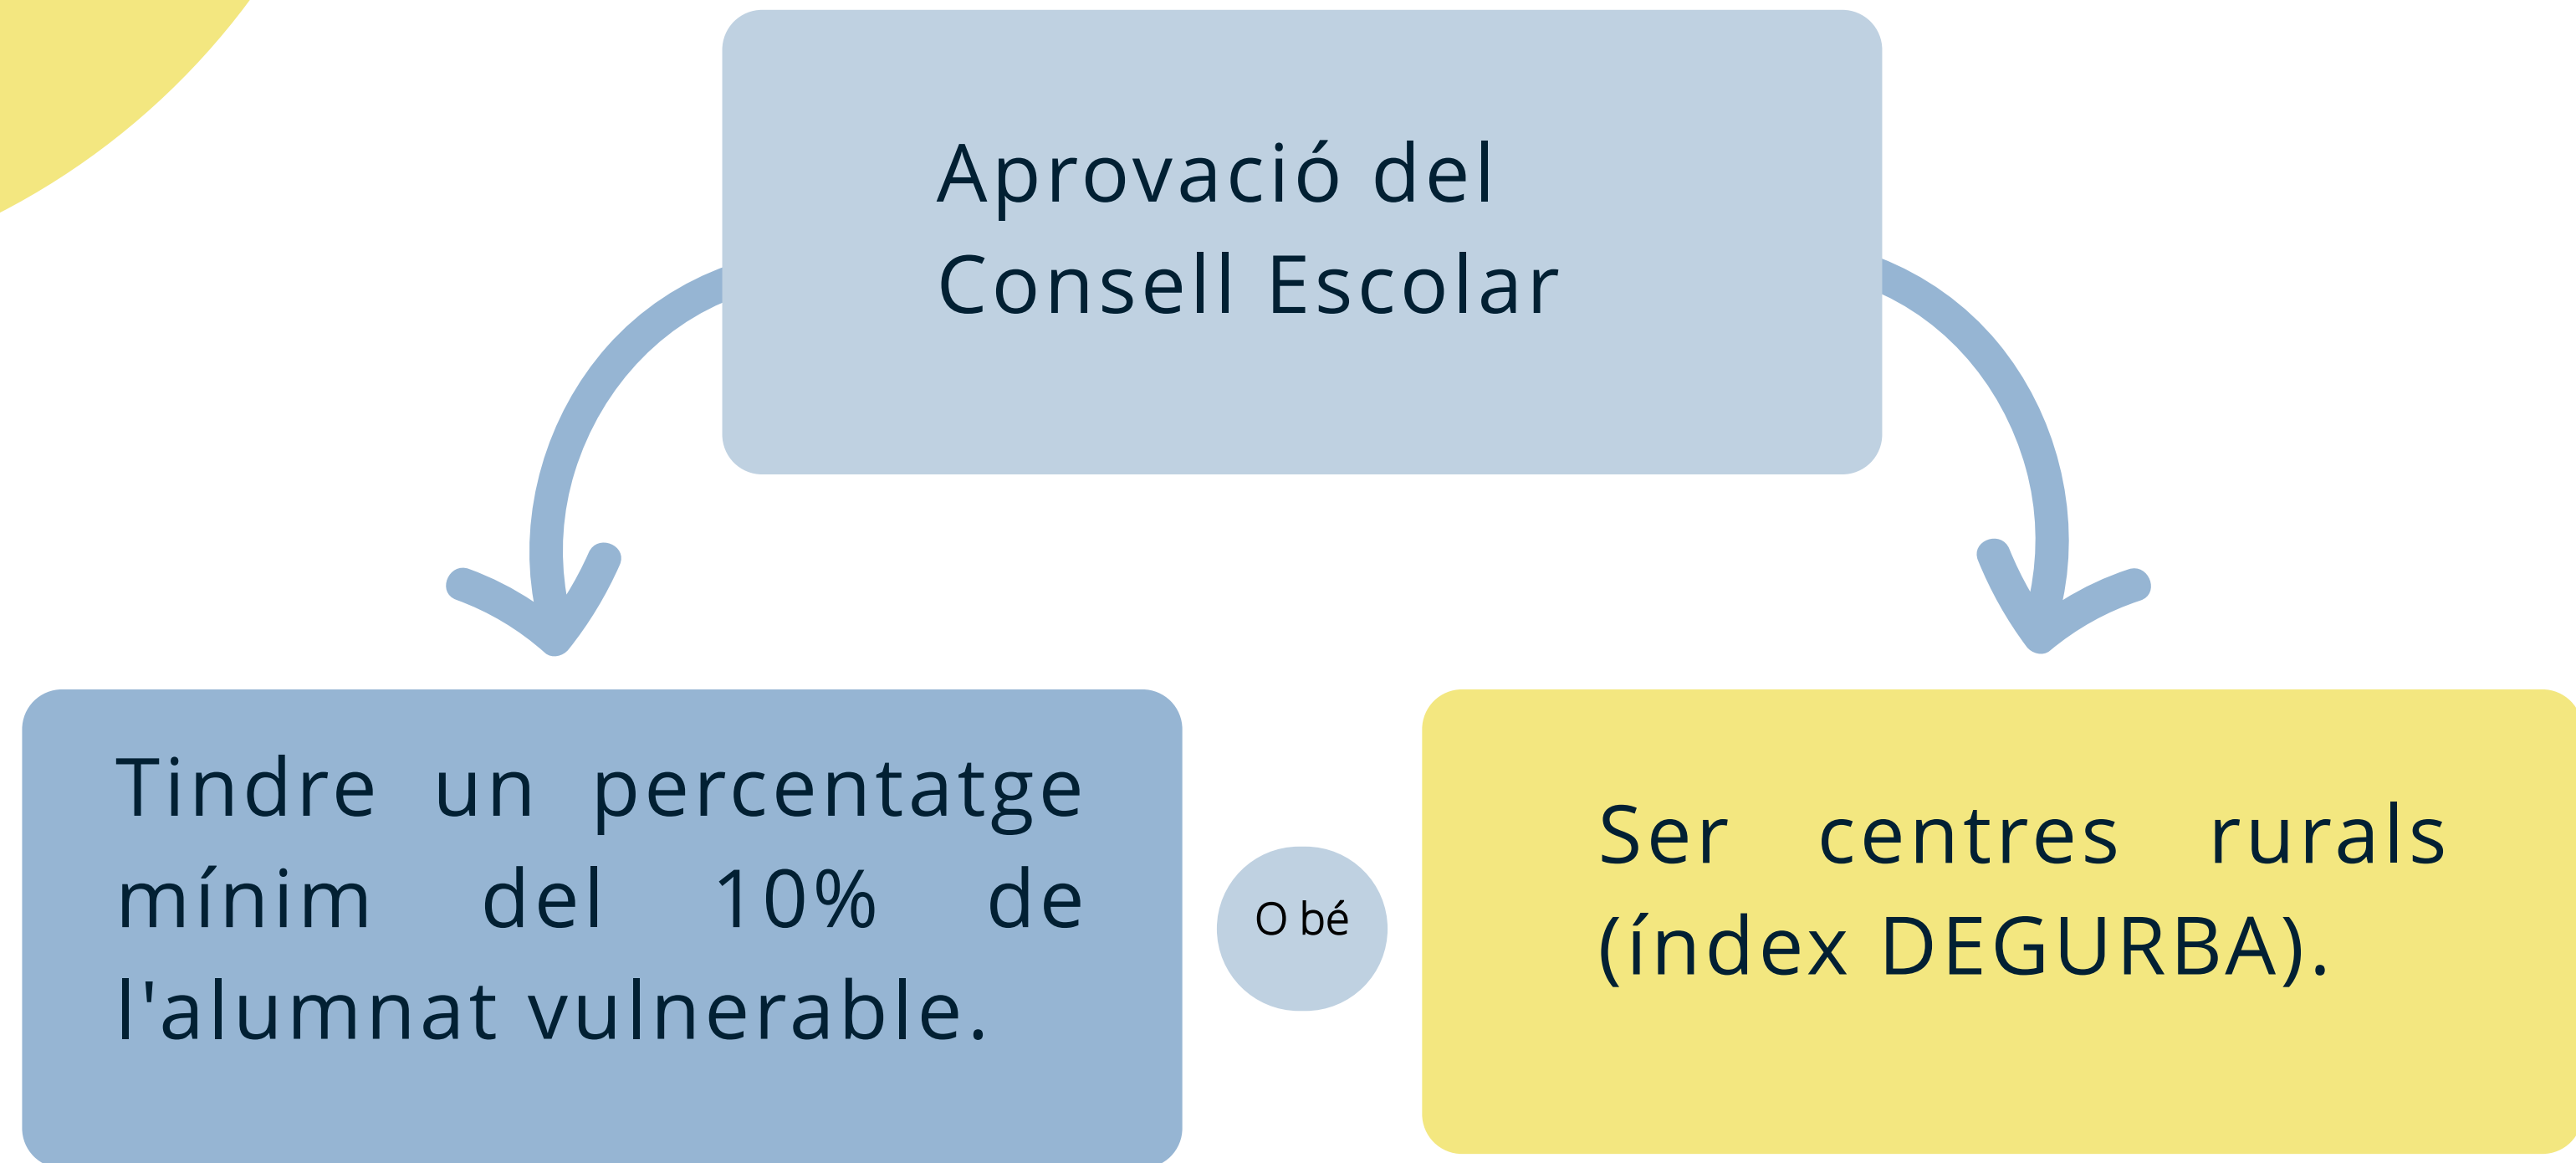 Aprovació del
Consell Escolar
Tindre un percentatge
mínim del 10% de
l'alumnat vulnerable.
O bé
Ser centres rurals
(índex DEGURBA).